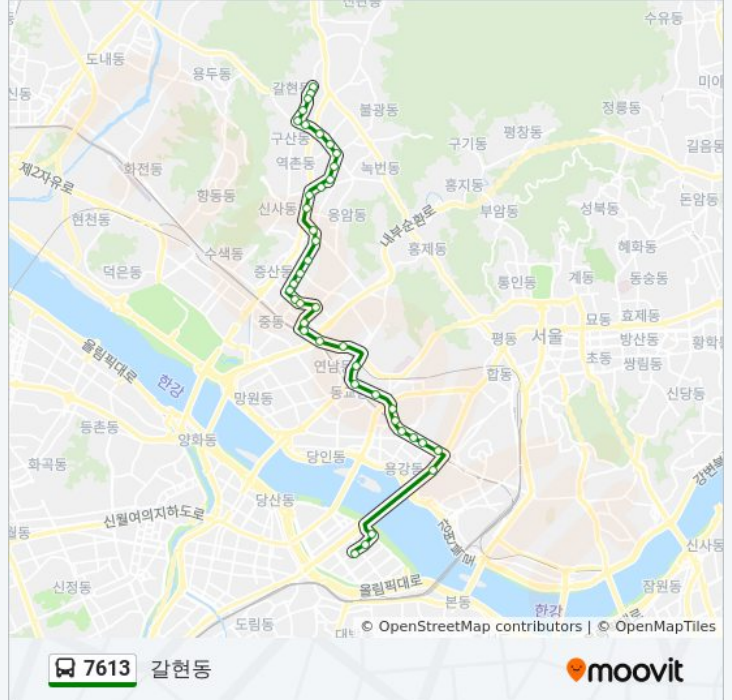 신현동
수유동
도내동
용두동
갈현동
미아
신동
불광동
정릉동
구산동
구기동
평창동
길음동
제2자유로
화전동
역촌동
녹번동
향동동
홍지동
돈암동
현천동
신사동
응암동
내부순환로
부암동
성북동
수색동
홍제동
혜화동
덕은동
증산동
통인동
계동
동숭동
중동
묘동
효제동
올림픽대로
평동
서울
방산동
황학동
초동
쌍림동
연남동
합동
한강
망원동
동교동
신당동
등촌동
양화동
화곡동
당인동
용강동
강변북
당산동
신월여의지하도로
월동
강변북로
신사동
신정동
올림픽대로
잠원동
본동
한강
도림동
© OpenStreetMap contributors | © OpenMapTiles
7613 갈현동
moovit